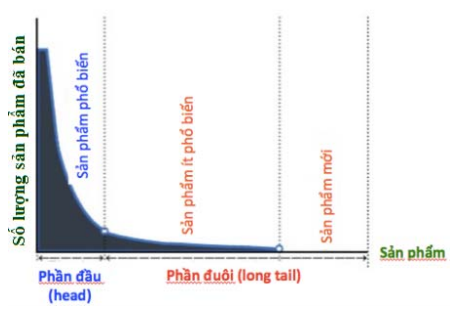 Số lượng sản phẩm đã bán
Sản phẩm phổ biến
Sản phẩm ít phổ biến
Sản phẩm mới
Sản phẩm
Phần đầu
(head)
Phần đuôi (long tail)